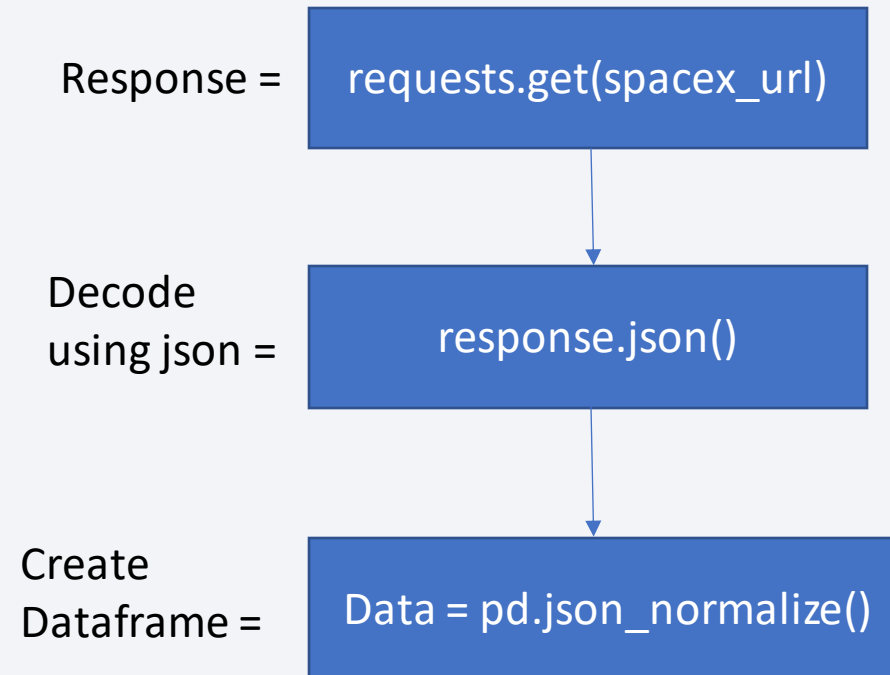 Response =
requests.get(spacex_url)
Decode
using json =
response.json()
Create
Dataframe =
Data = pd.json_normalize()